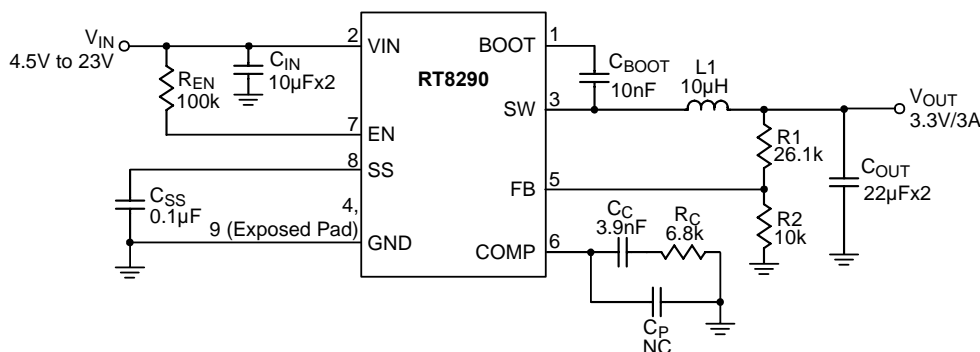 VIN
4.5V to 23V
REN
100k
CIN
10µFx2
2
VIN
BOOT
1
RT8290
CBOOT
10nF
L1
10µH
SW
3
VOUT
3.3V/3A
7
EN
8
SS
CSS
0.1µF
4,
9 (Exposed Pad)
GND
FB
5
R1
26.1k
COUT
22µFx2
R2
10k
COMP
6
CC
3.9nF
RC
6.8k
CP
NC